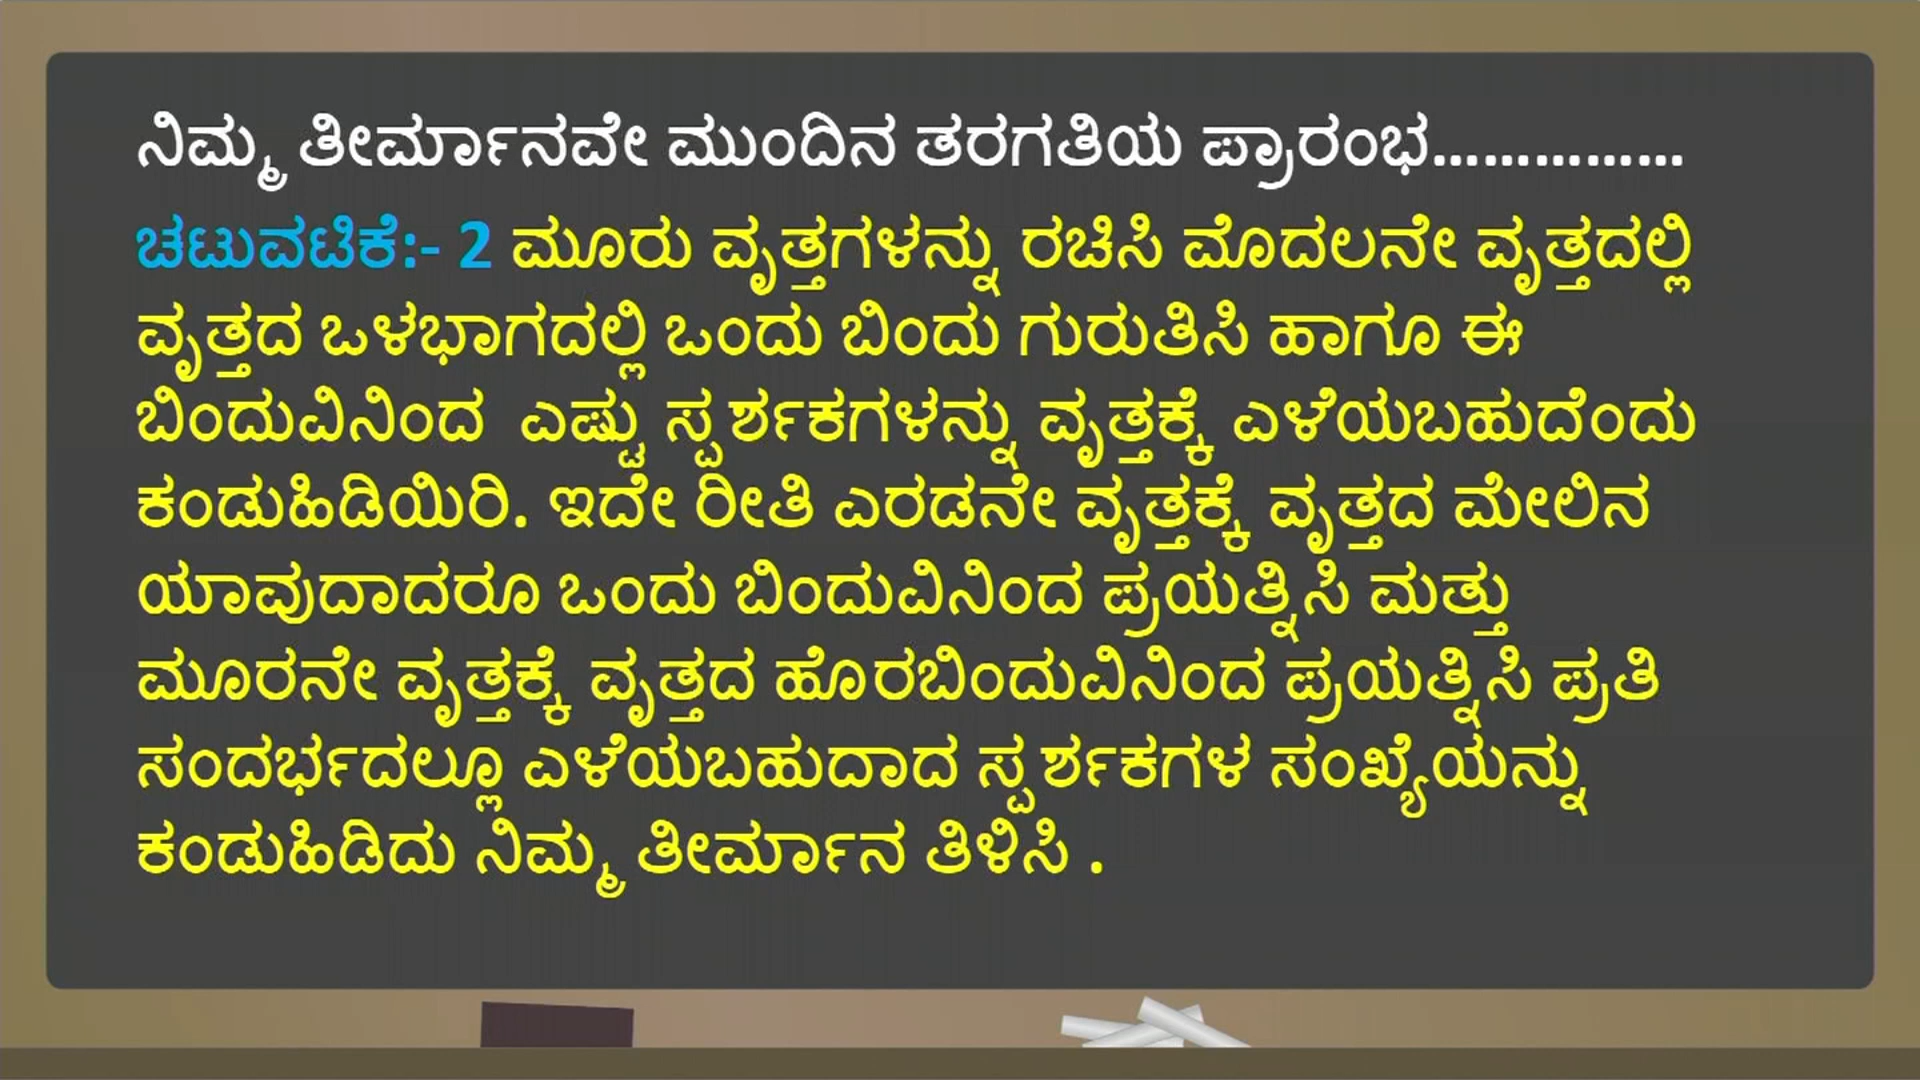 ನಿಮ್ಮ ತೀರ್ಮಾನವೇ ಮುಂದಿನ ತರಗತಿಯ ಪ್ರಾರಂಭ................
ಚಟುವಟಿಕೆ:- 2 ಮೂರು ವೃತ್ತಗಳನ್ನು ರಚಿಸಿ ಮೊದಲನೇ ವೃತ್ತದಲ್ಲಿ
ವೃತ್ತದ ಒಳಭಾಗದಲ್ಲಿ ಒಂದು ಬಿಂದು ಗುರುತಿಸಿ ಹಾಗೂ ಈ
ಬಿಂದುವಿನಿಂದ ಎಷ್ಟು ಸ್ಪರ್ಶಕಗಳನ್ನು ವೃತ್ತಕ್ಕೆ ಎಳೆಯಬಹುದೆಂದು
ಕಂಡುಹಿಡಿಯಿರಿ. ಇದೇ ರೀತಿ ಎರಡನೇ ವೃತ್ತಕ್ಕೆ ವೃತ್ತದ ಮೇಲಿನ
ಯಾವುದಾದರೂ ಒಂದು ಬಿಂದುವಿನಿಂದ ಪ್ರಯತ್ನಿಸಿ ಮತ್ತು
ಮೂರನೇ ವೃತ್ತಕ್ಕೆ ವೃತ್ತದ ಹೊರಬಿಂದುವಿನಿಂದ ಪ್ರಯತ್ನಿಸಿ ಪ್ರತಿ
ಸಂದರ್ಭದಲ್ಲೂ ಎಳೆಯಬಹುದಾದ ಸ್ಪರ್ಶಕಗಳ ಸಂಖ್ಯೆಯನ್ನು
ಕಂಡುಹಿಡಿದು ನಿಮ್ಮ ತೀರ್ಮಾನ ತಿಳಿಸಿ .